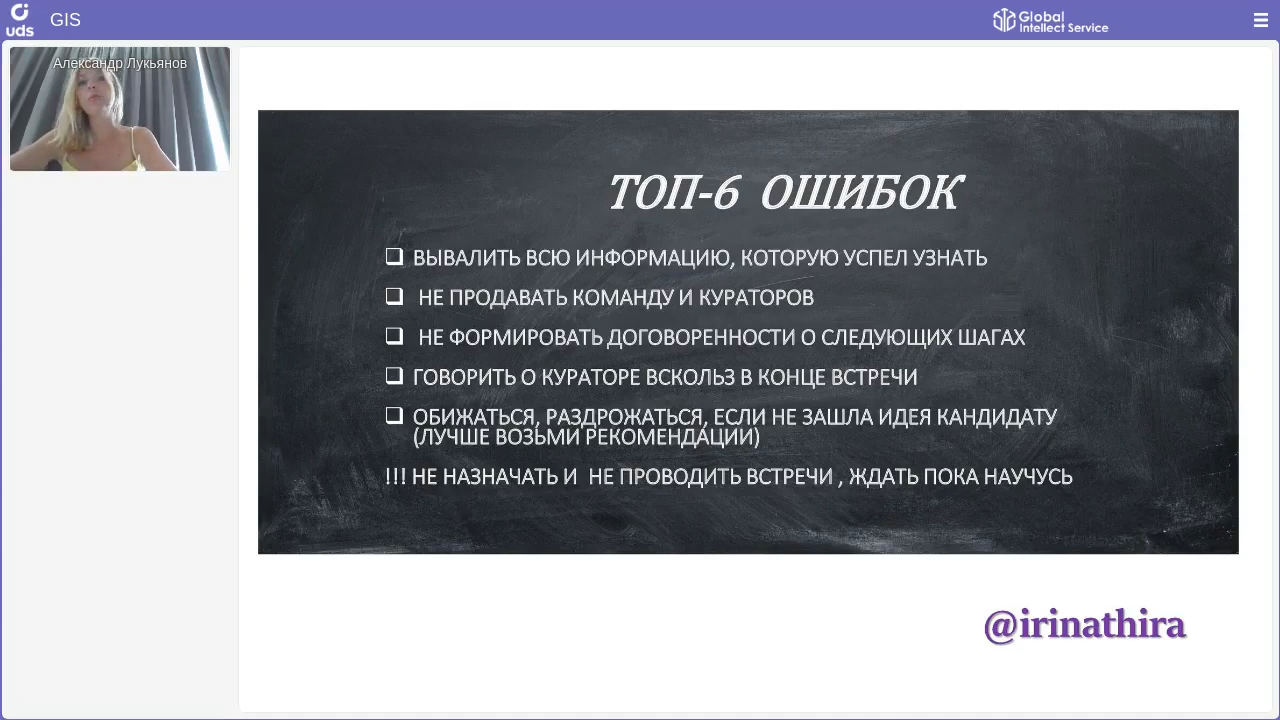 uds
GIS
Global
Intellect Service
Александр Лукьянов
ТОП-6 ОШИБОК
ВЫВАЛИТЬ ВСЮ ИНФОРМАЦИЮ, КОТОРУЮ УСПЕЛ УЗНАТЬ
НЕ ПРОДАВАТЬ КОМАНДУ И КУРАТОРОВ
НЕ ФОРМИРОВАТЬ ДОГОВОРЕННОСТИ О СЛЕДУЮЩИХ ШАГАХ
ГОВОРИТЬ О КУРАТОРЕ ВСКОЛЬЗ В КОНЦЕ ВСТРЕЧИ
ОБИЖАТЬСЯ, РАЗДРОЖАТЬСЯ, ЕСЛИ НЕ ЗАШЛА ИДЕЯ КАНДИДАТУ
(ЛУЧШЕ ВОЗЬМИ РЕКОМЕНДАЦИИ)
!!! НЕ НАЗНАЧАТЬ И НЕ ПРОВОДИТЬ ВСТРЕЧИ , ЖДАТЬ ПОКА НАУЧУСЬ
@irinathira